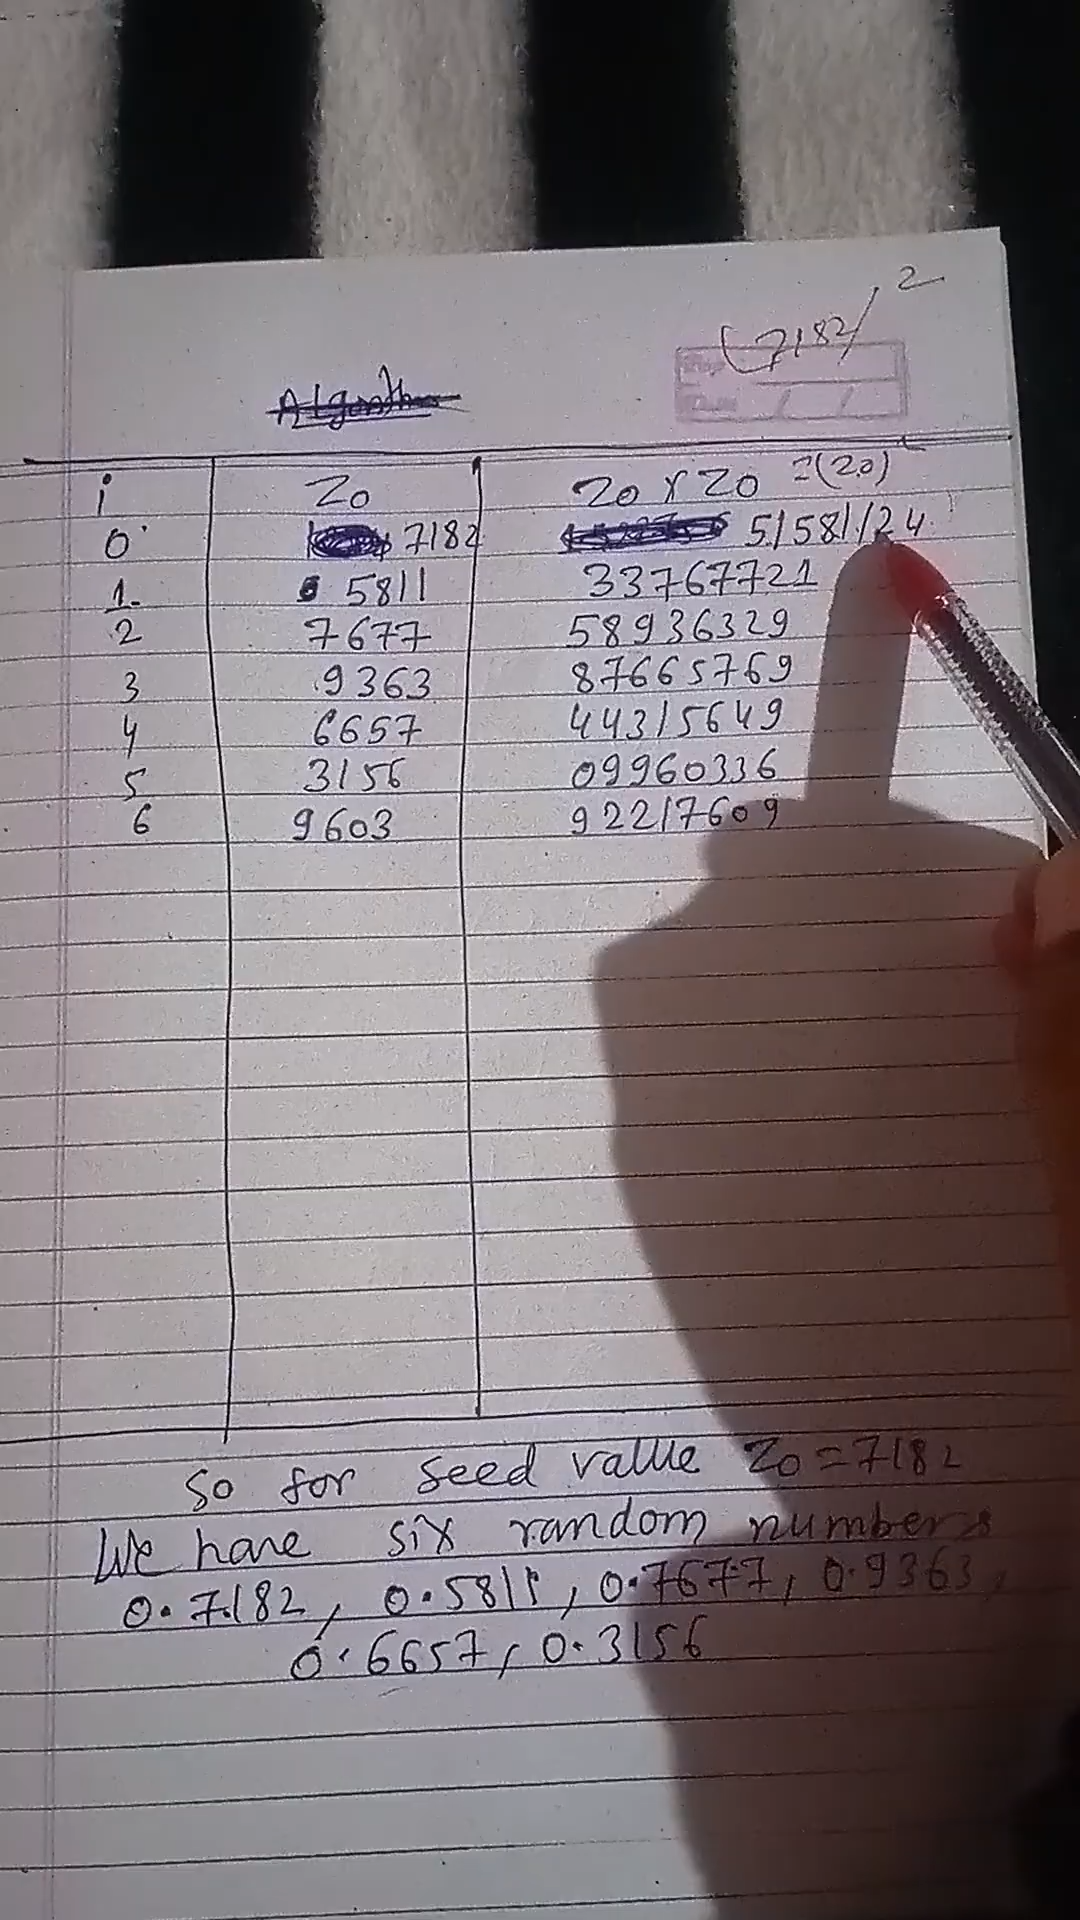 (7182)²
Algorithm
i Zo Zo x Zo =(Zo)
0 7182 51581124
1 5811 33767721
2 7677 58936329
3 9363 87665769
4 6657 44315649
5 3156 09960336
6 9603 92217609
So for seed value Zo = 7182
We have six random numbers
0.7182, 0.5811, 0.7677, 0.9363,
0.6657, 0.3156